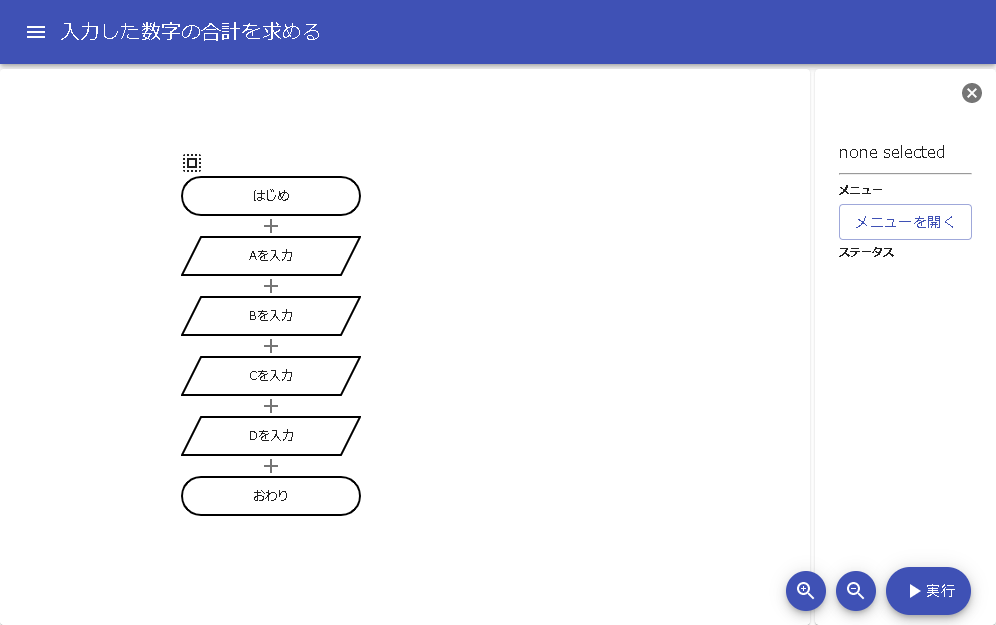 入力した数字の合計を求める
none selected
メニュー
メニューを開く
ステータス
はじめ
Aを入力
Bを入力
Cを入力
Dを入力
おわり
実行